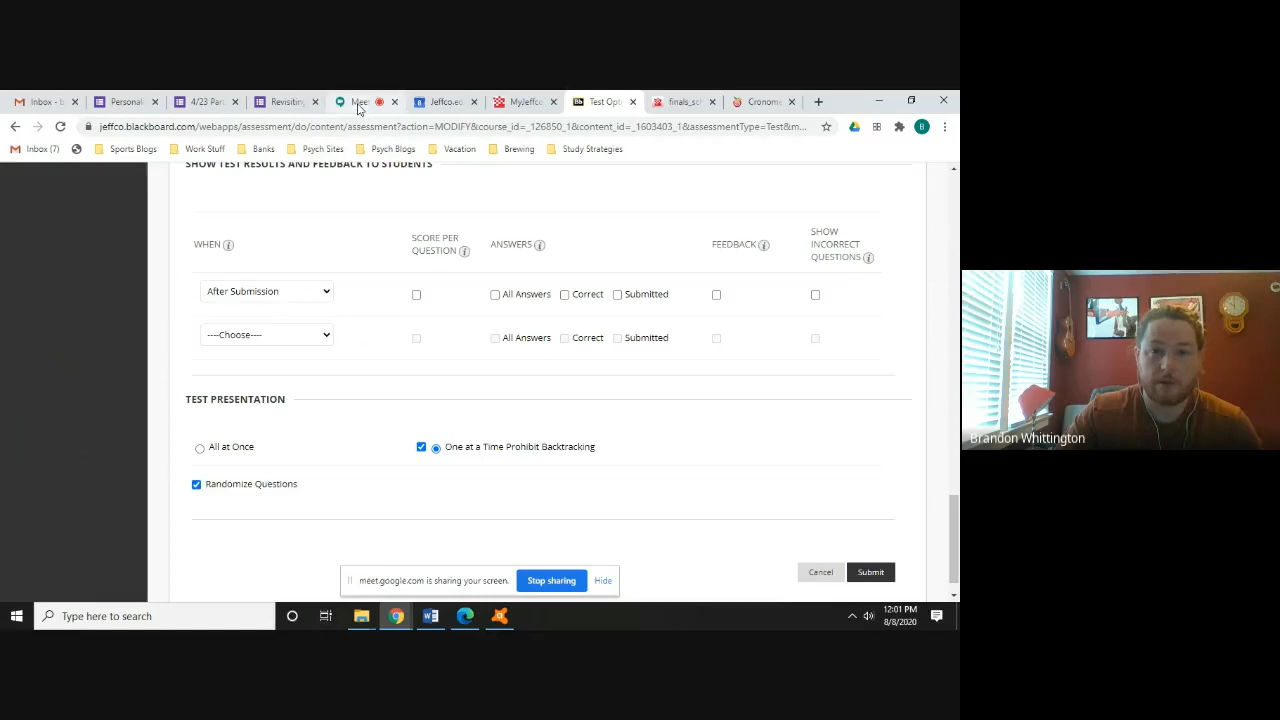 Inbox - b
Personali
4/23 Par
Revisiting
Meet
Jeffco.ed
MyJeffco
Test Opti
finals_sch
Cronome
jeffco.blackboard.com/webapps/assessment/do/content/assessment?action=MODIFY&course_id=_126850_1&content_id=_1603403_1&assessmentType=Test&m...
Inbox (7)
Sports Blogs
Work Stuff
Banks
Psych Sites
Psych Blogs
Vacation
Brewing
Study Strategies
SHOW TEST RESULTS AND FEEDBACK TO STUDENTS
WHEN
SCORE PER
QUESTION
ANSWERS
FEEDBACK
SHOW
INCORRECT
QUESTIONS
After Submission
All Answers
Correct
Submitted
----Choose----
All Answers
Correct
Submitted
TEST PRESENTATION
All at Once
One at a Time Prohibit Backtracking
Randomize Questions
Cancel
Submit
meet.google.com is sharing your screen.
Stop sharing
Hide
Type here to search
12:01 PM
8/8/2020
Brandon Whittington